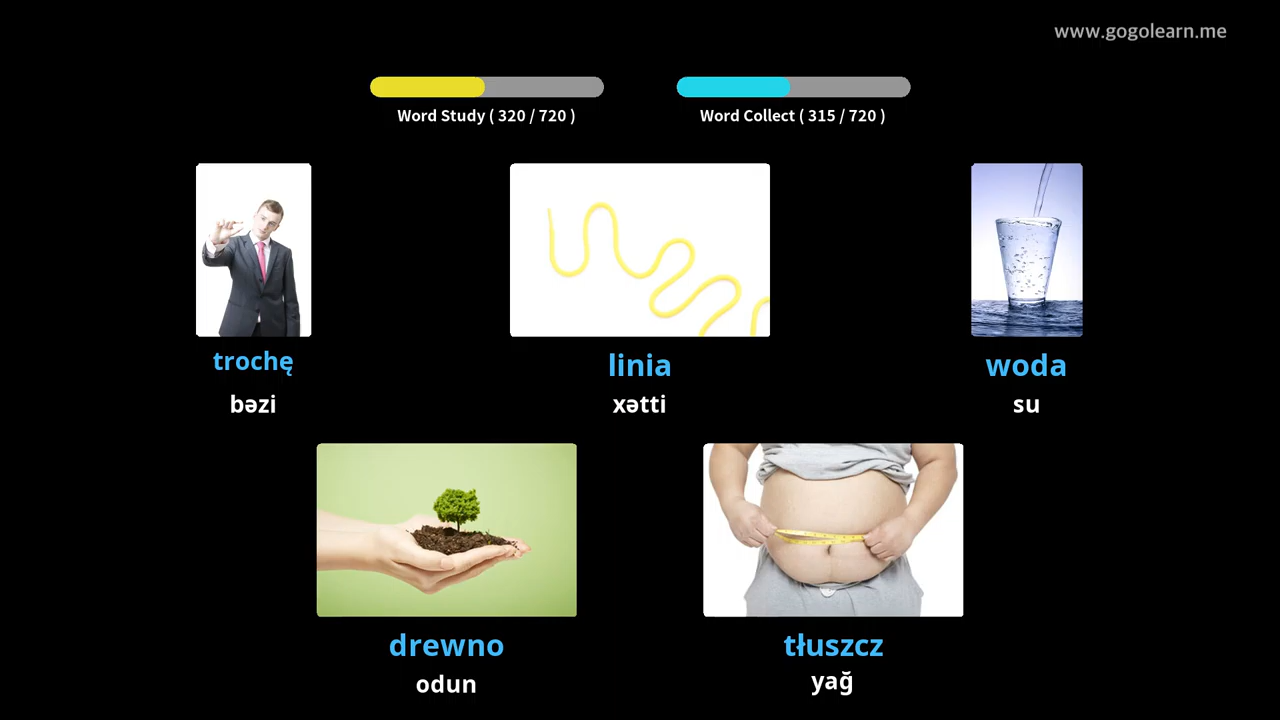 www.gogolearn.me
Word Study ( 320 / 720 )
Word Collect ( 315 / 720 )
trochę
bəzi
linia
xətti
woda
su
drewno
odun
tłuszcz
yağ